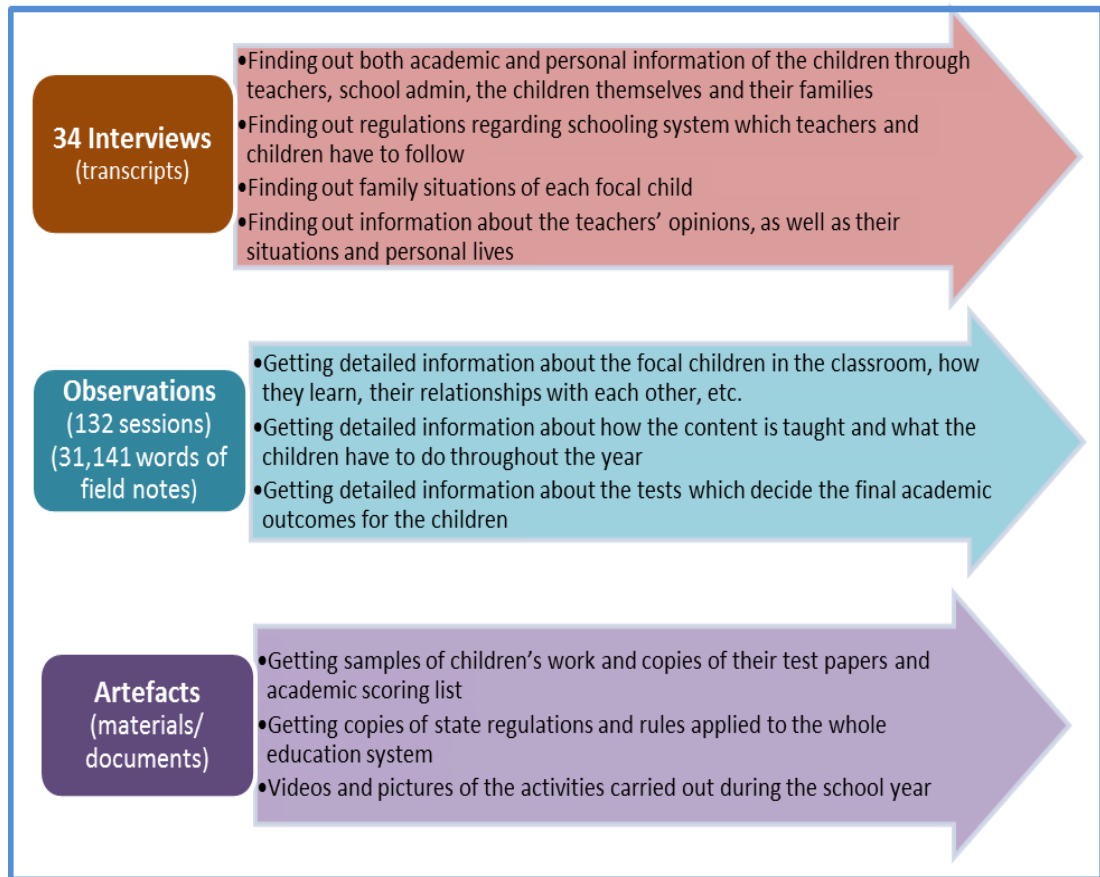 34 Interviews
(transcripts)
•Finding out both academic and personal information of the children through
teachers, school admin, the children themselves and their families
•Finding out regulations regarding schooling system which teachers and
children have to follow
•Finding out family situations of each focal child
•Finding out information about the teachers’ opinions, as well as their
situations and personal lives
Observations
(132 sessions)
(31,141 words of
field notes)
•Getting detailed information about the focal children in the classroom, how
they learn, their relationships with each other, etc.
•Getting detailed information about how the content is taught and what the
children have to do throughout the year
•Getting detailed information about the tests which decide the final academic
outcomes for the children
Artefacts
(materials/
documents)
•Getting samples of children’s work and copies of their test papers and
academic scoring list
•Getting copies of state regulations and rules applied to the whole
education system
•Videos and pictures of the activities carried out during the school year